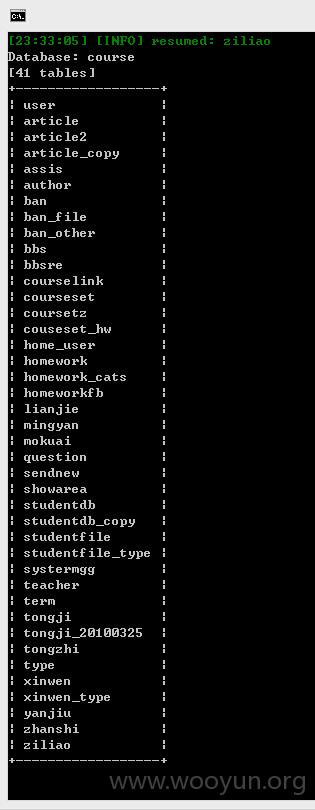 [23:33:05] [INFO] resumed: ziliao
Database: course
[41 tables]
+------------------+
| user |
| article |
| article2 |
| article_copy |
| assis |
| author |
| ban |
| ban_file |
| ban_other |
| bbs |
| bbsre |
| courselink |
| courseset |
| coursetz |
| couseset_hw |
| home_user |
| homework |
| homework_cats |
| homeworkfb |
| lianjie |
| mingyan |
| mokuai |
| question |
| sendnew |
| showarea |
| studentdb |
| studentdb_copy |
| studentfile |
| studentfile_type |
| systermgg |
| teacher |
| term |
| tongji |
| tongji_20100325 |
| tongzhi |
| type |
| xinwen |
| xinwen_type |
| yanjiu |
| zhanshi |
| ziliao |
+------------------+
www.wooyun.org